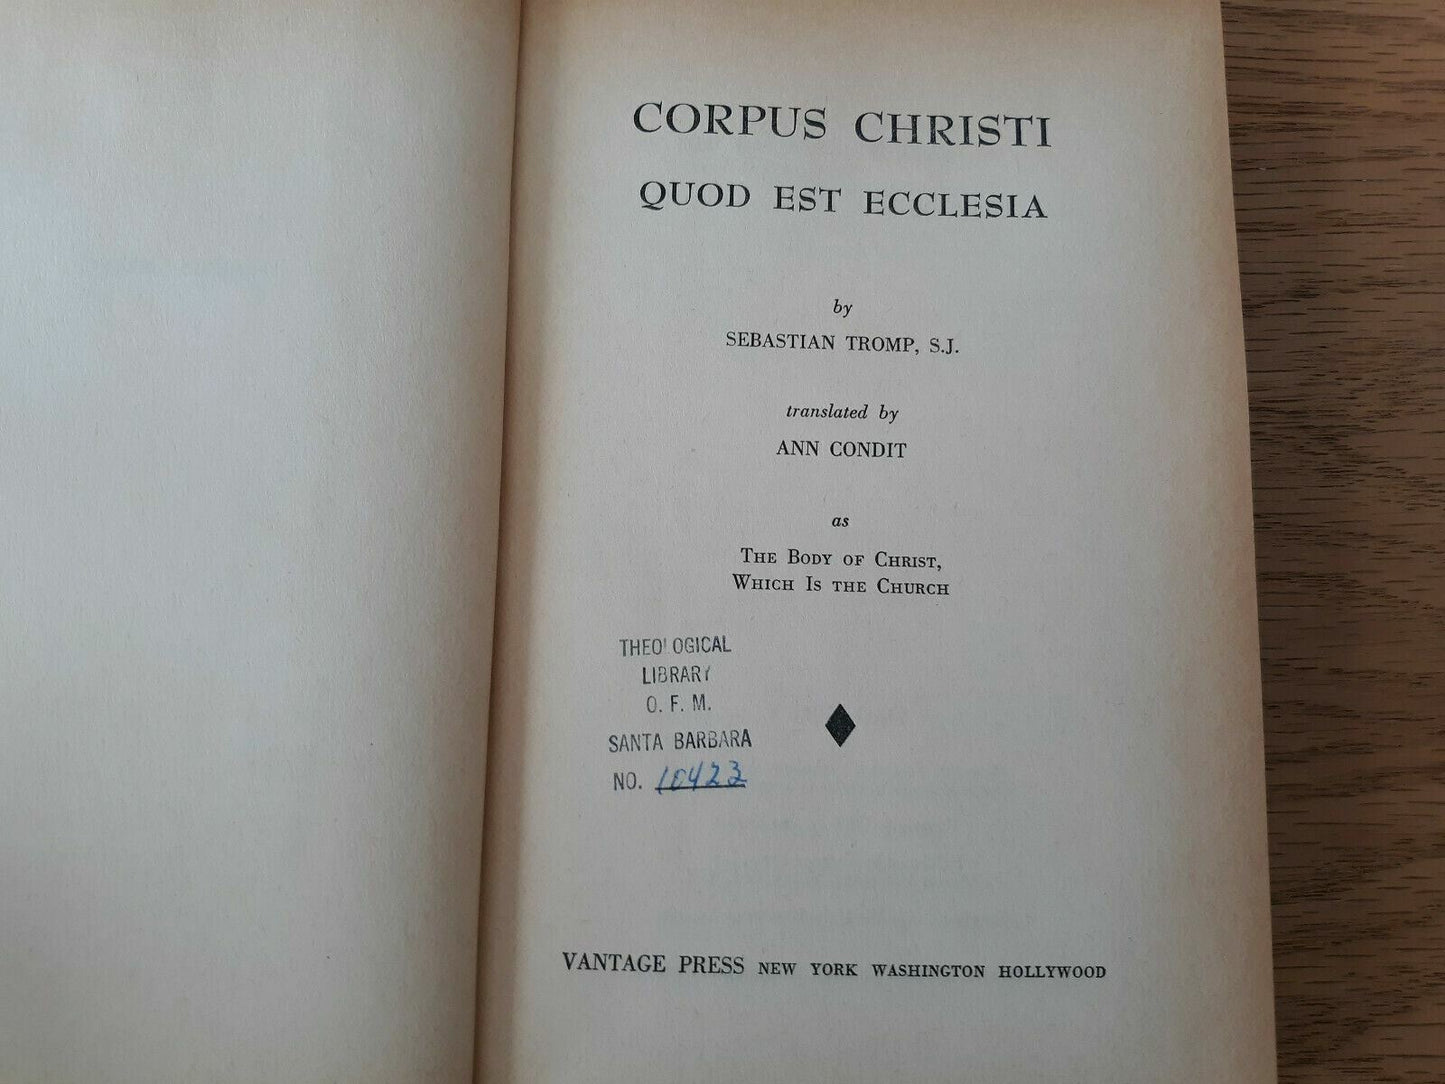 CORPUS CHRISTI
QUOD EST ECCLESIA
by
SEBASTIAN TROMP, S.J.
translated by
ANN CONDIT
as
THE BODY OF CHRIST,
WHICH IS THE CHURCH
THEOLOGICAL
LIBRARY
O. F. M.
SANTA BARBARA
NO. 10423
VANTAGE PRESS NEW YORK WASHINGTON HOLLYWOOD